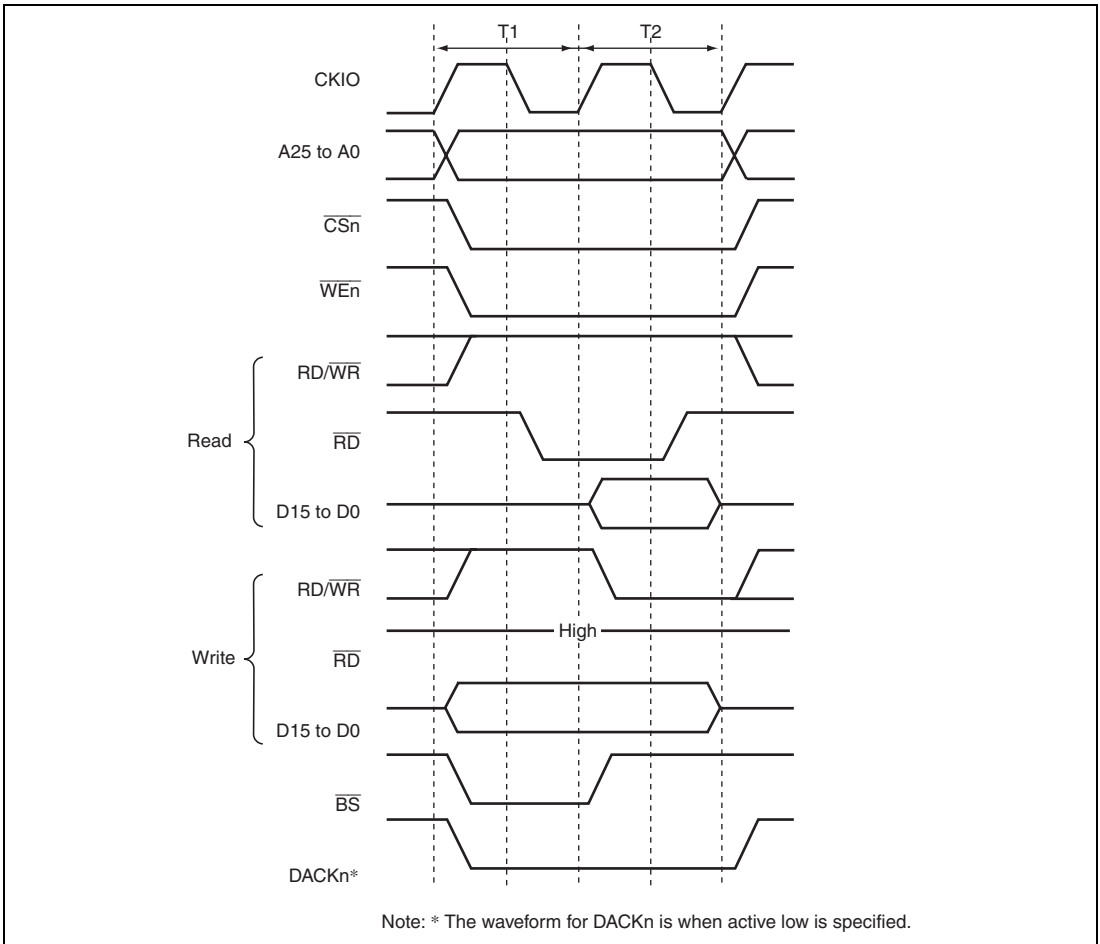 T1 T2
CKIO
A25 to A0
CSn
WEn
RD/WR
Read
RD
D15 to D0
RD/WR
High
Write
RD
D15 to D0
BS
DACKn*
Note: * The waveform for DACKn is when active low is specified.